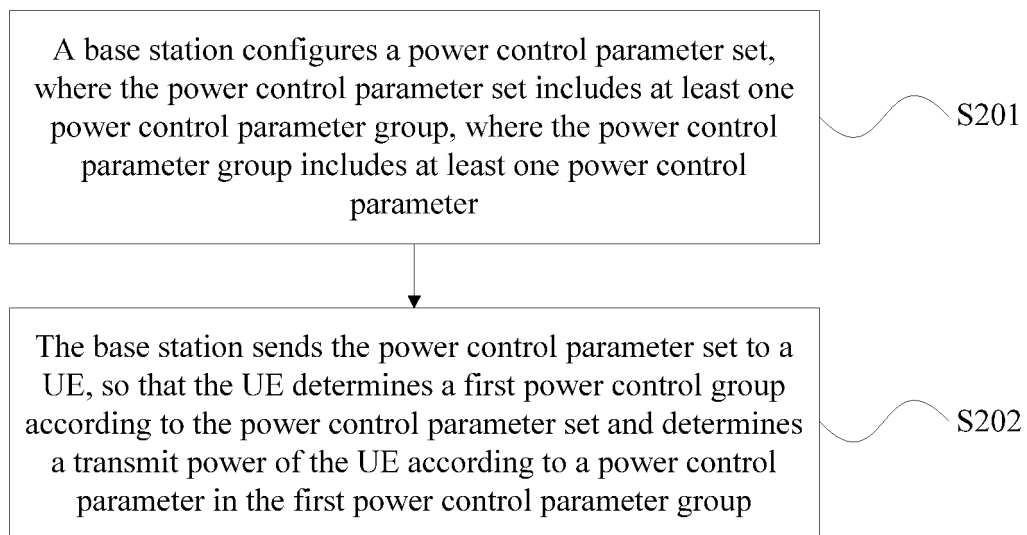 A base station configures a power control parameter set,
where the power control parameter set includes at least one
power control parameter group, where the power control
parameter group includes at least one power control
parameter
S201
The base station sends the power control parameter set to a
UE, so that the UE determines a first power control group
according to the power control parameter set and determines
a transmit power of the UE according to a power control
parameter in the first power control parameter group
S202